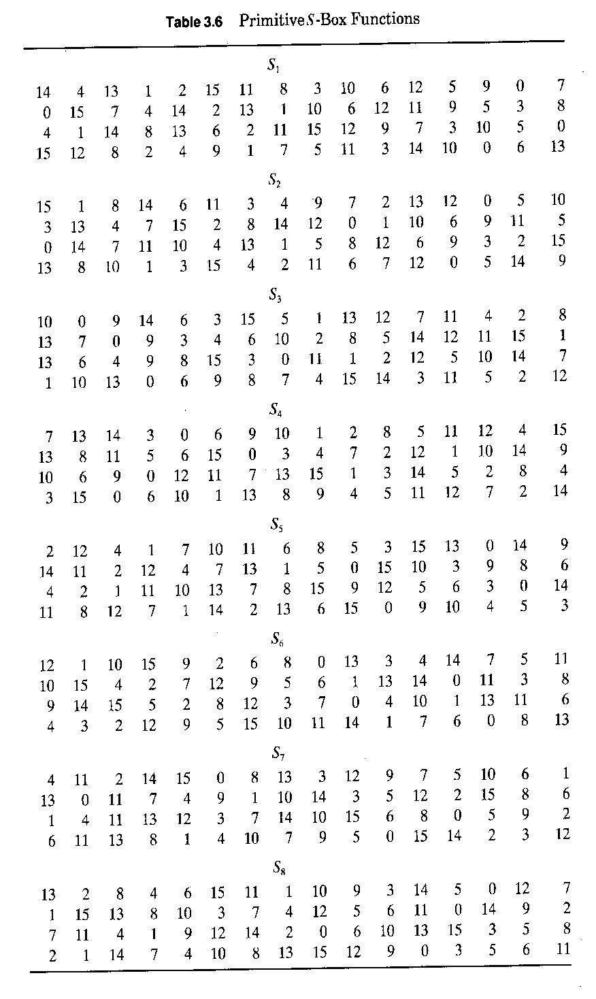 Table 3.6 Primitive S-Box Functions
S1
14 4 13 1 2 15 11 8 3 10 6 12 5 9 0 7
0 15 7 4 14 2 13 1 10 6 12 11 9 5 3 8
4 1 14 8 13 6 2 11 15 12 9 7 3 10 5 0
15 12 8 2 4 9 1 7 5 11 3 14 10 0 6 13
S2
15 1 8 14 6 11 3 4 9 7 2 13 12 0 5 10
3 13 4 7 15 2 8 14 12 0 1 10 6 9 11 5
0 14 7 11 10 4 13 1 5 8 12 6 9 3 2 15
13 8 10 1 3 15 4 2 11 6 7 12 0 5 14 9
S3
10 0 9 14 6 3 15 5 1 13 12 7 11 4 2 8
13 7 0 9 3 4 6 10 2 8 5 14 12 11 15 1
13 6 4 9 8 15 3 0 11 1 2 12 5 10 14 7
1 10 13 0 6 9 8 7 4 15 14 3 11 5 2 12
S4
7 13 14 3 0 6 9 10 1 2 8 5 11 12 4 15
13 8 11 5 6 15 0 3 4 7 2 12 1 10 14 9
10 6 9 0 12 11 7 13 15 1 3 14 5 2 8 4
3 15 0 6 10 1 13 8 9 4 5 11 12 7 2 14
S5
2 12 4 1 7 10 11 6 8 5 3 15 13 0 14 9
14 11 2 12 4 7 13 1 5 0 15 10 3 9 8 6
4 2 1 11 10 13 7 8 15 9 12 5 6 3 0 14
11 8 12 7 1 14 2 13 6 15 0 9 10 4 5 3
S6
12 1 10 15 9 2 6 8 0 13 3 4 14 7 5 11
10 15 4 2 7 12 9 5 6 1 13 14 0 11 3 8
9 14 15 5 2 8 12 3 7 0 4 10 1 13 11 6
4 3 2 12 9 5 15 10 11 14 1 7 6 0 8 13
S7
4 11 2 14 15 0 8 13 3 12 9 7 5 10 6 1
13 0 11 7 4 9 1 10 14 3 5 12 2 15 8 6
1 4 11 13 12 3 7 14 10 15 6 8 0 5 9 2
6 11 13 8 1 4 10 7 9 5 0 15 14 2 3 12
S8
13 2 8 4 6 15 11 1 10 9 3 14 5 0 12 7
1 15 13 8 10 3 7 4 12 5 6 11 0 14 9 2
7 11 4 1 9 12 14 2 0 6 10 13 15 3 5 8
2 1 14 7 4 10 8 13 15 12 9 0 3 5 6 11